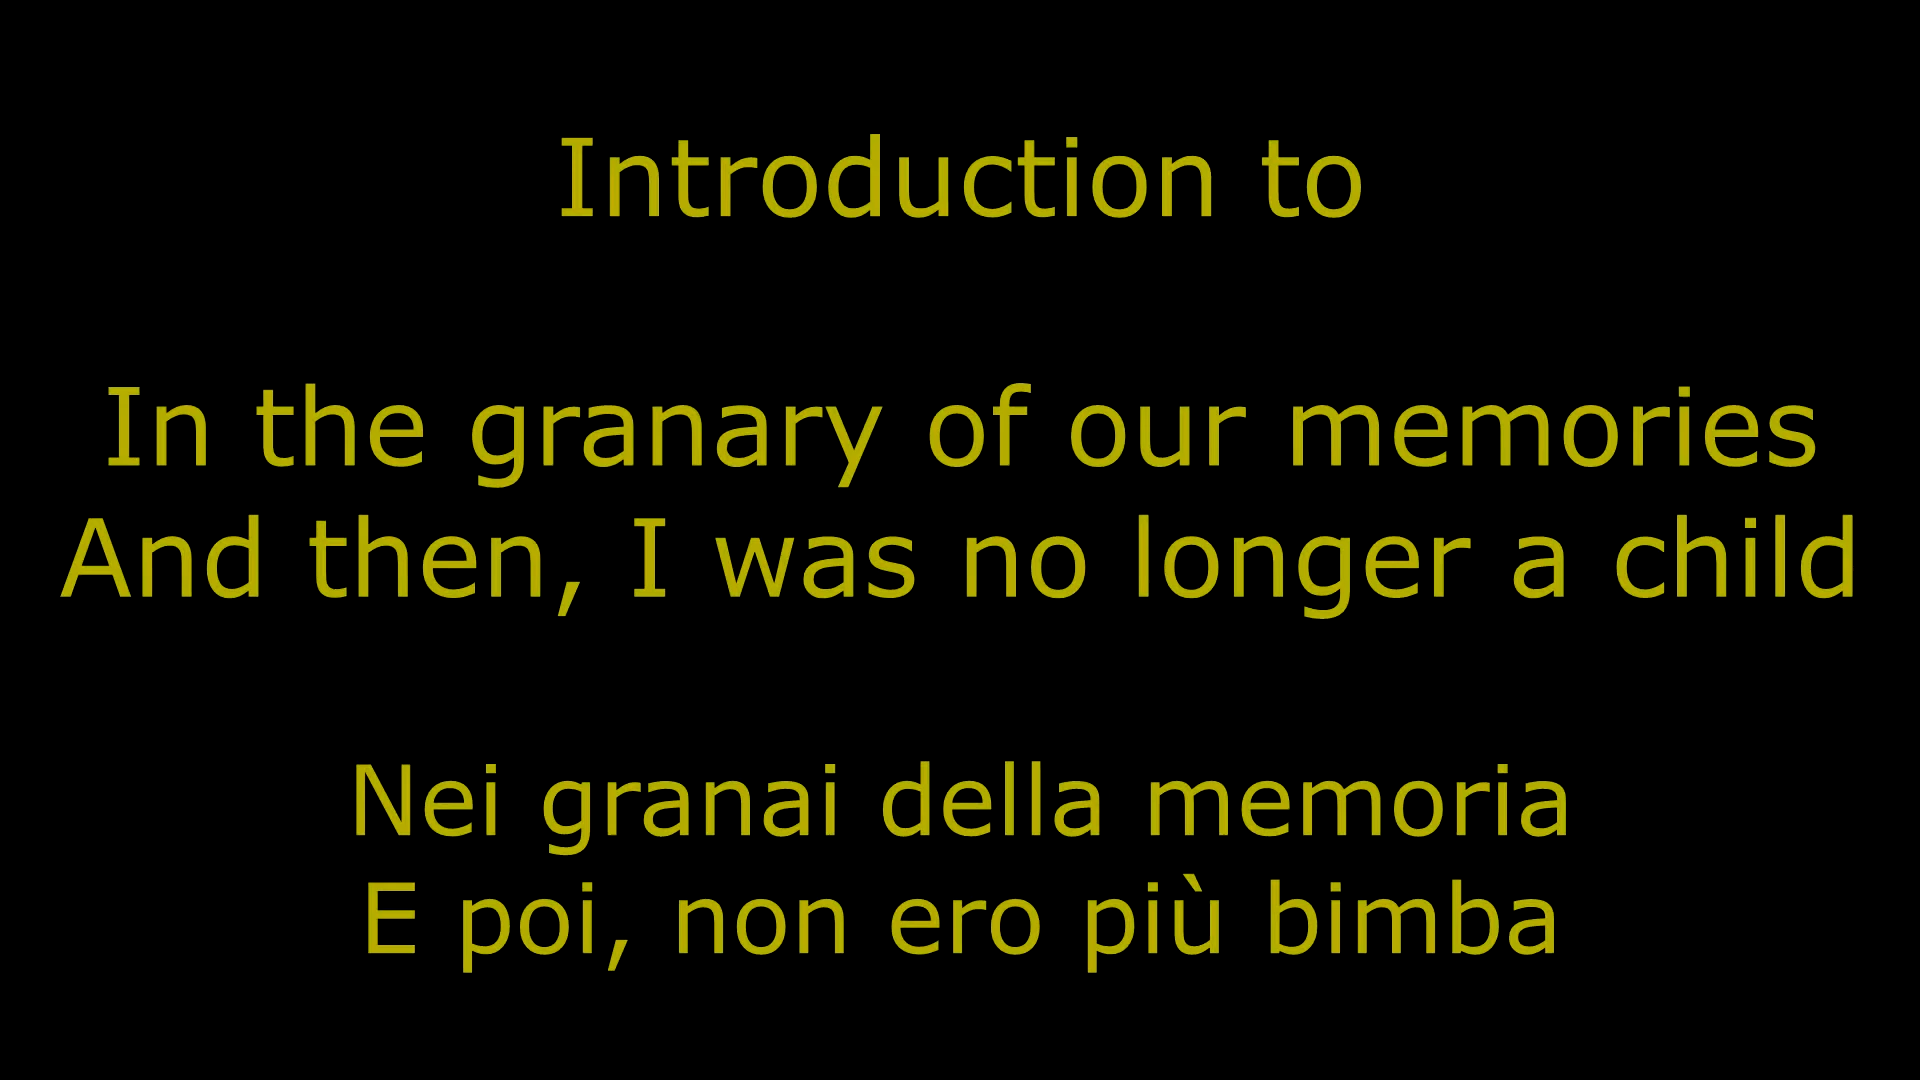 Introduction to
In the granary of our memories
And then, I was no longer a child
Nei granai della memoria
E poi, non ero più bimba